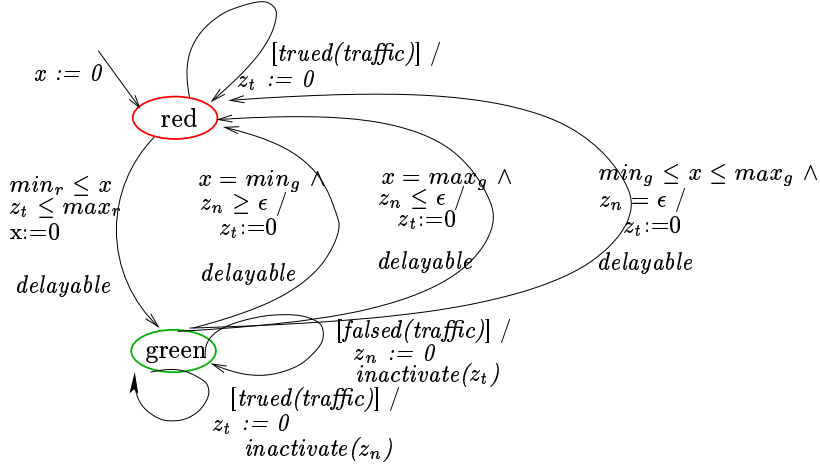 [trued(traffic)] /
z_t := 0
x := 0
red
min_r ≤ x
z_t ≤ max_r
x:=0
delayable
x = min_g ∧
z_n ≥ ϵ /
z_t:=0
delayable
x = max_g ∧
z_n ≤ ϵ /
z_t:=0
delayable
min_g ≤ x ≤ max_g ∧
z_n = ϵ /
z_t:=0
delayable
green
[falsed(traffic)] /
z_n := 0
inactivate(z_t)
[trued(traffic)] /
z_t := 0
inactivate(z_n)